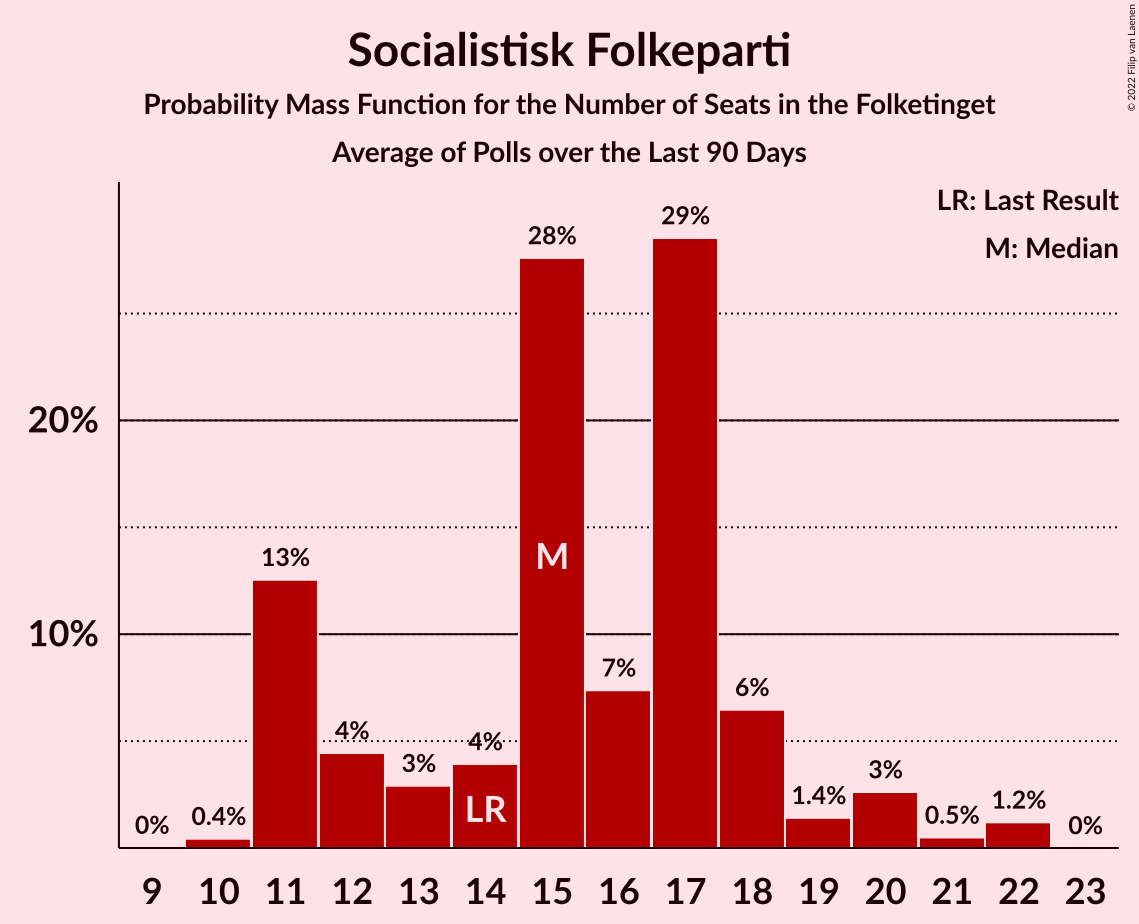 © 2022 Filip van Laenen
Socialistisk Folkeparti
Probability Mass Function for the Number of Seats in the Folketinget
Average of Polls over the Last 90 Days
LR: Last Result
M: Median
20%
10%
0%
0.4%
13%
4%
3%
4%
28%
7%
29%
6%
1.4%
3%
0.5%
1.2%
0%
LR
M
9 10 11 12 13 14 15 16 17 18 19 20 21 22 23